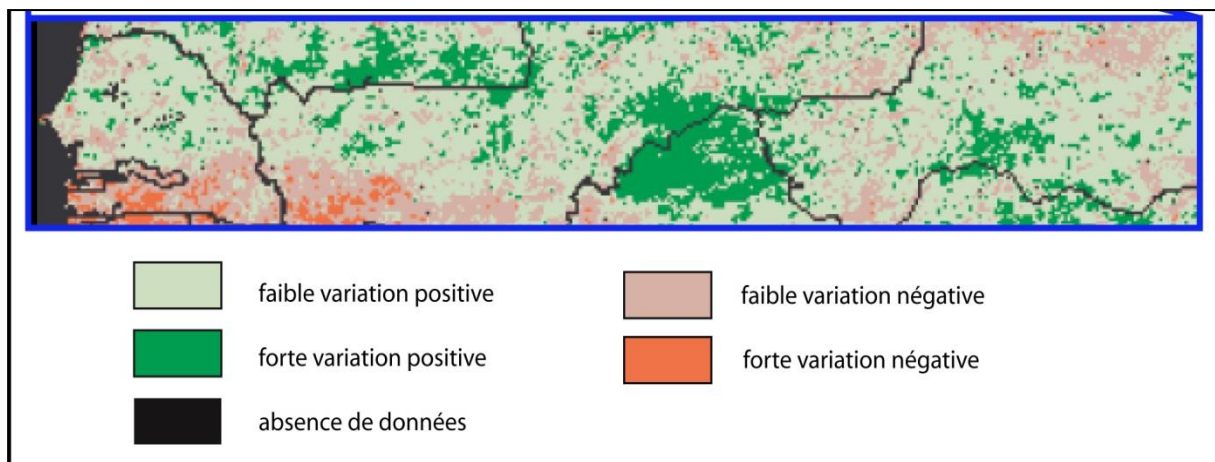 faible variation positive
faible variation négative
forte variation positive
forte variation négative
absence de données